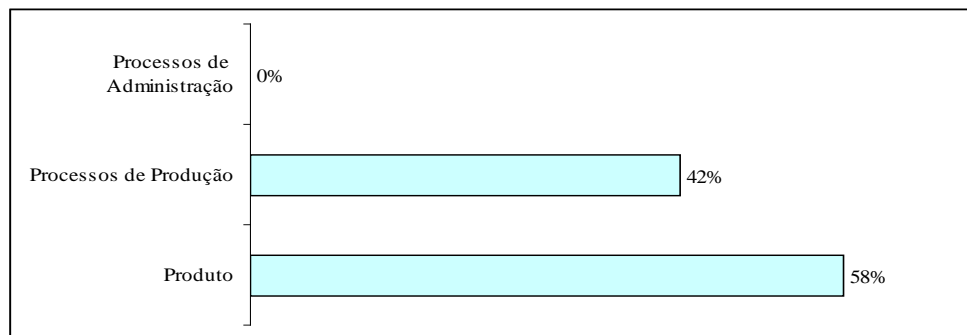 Processos de
Administração
0%
Processos de Produção
42%
Produto
58%